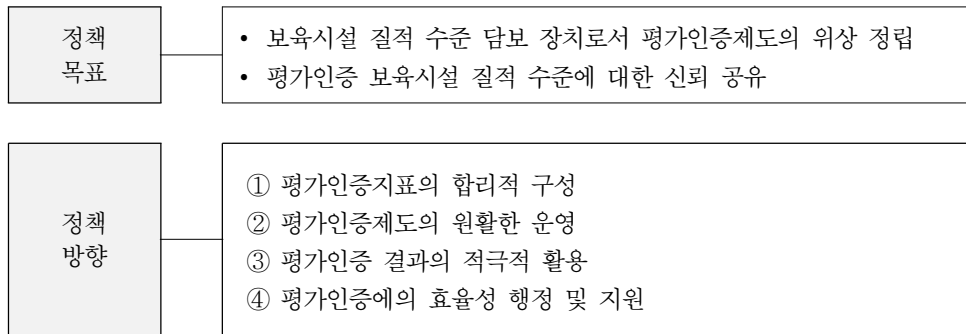 정책
목표
• 보육시설 질적 수준 담보 장치로서 평가인증제도의 위상 정립
• 평가인증 보육시설 질적 수준에 대한 신뢰 공유
정책
방향
① 평가인증지표의 합리적 구성
② 평가인증제도의 원활한 운영
③ 평가인증 결과의 적극적 활용
④ 평가인증에의 효율성 행정 및 지원